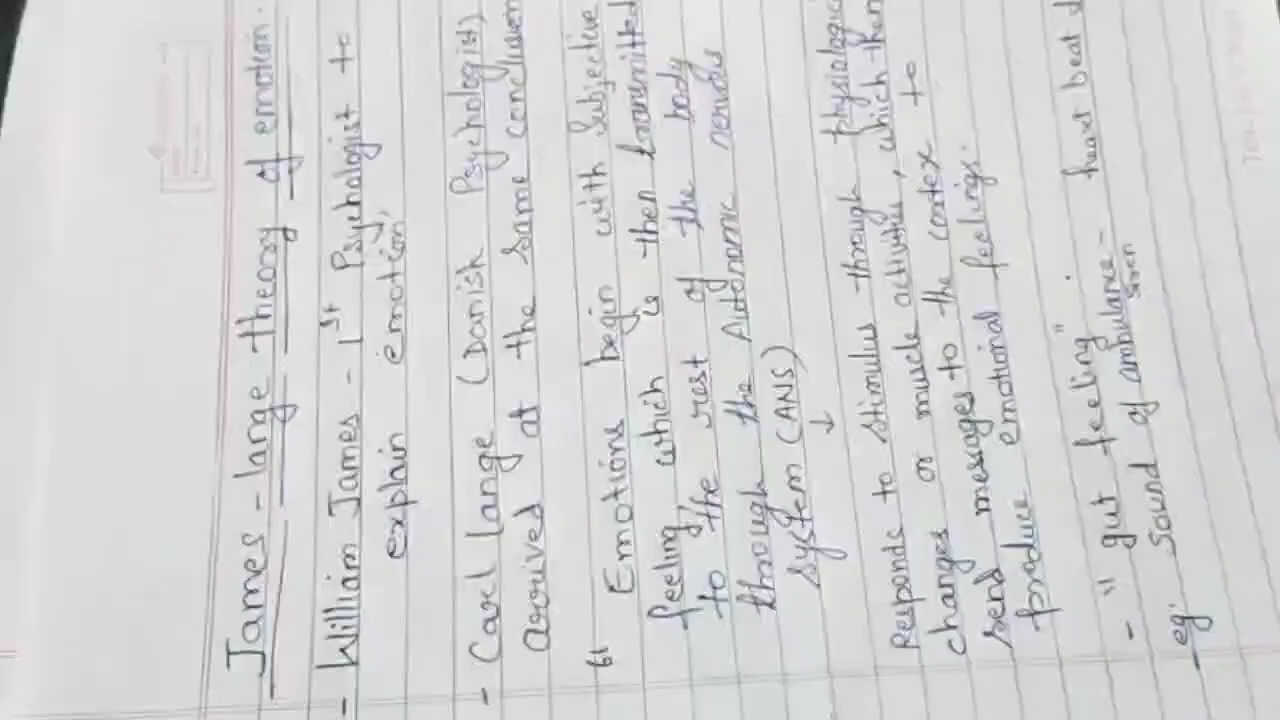 James - lange theory of emotion.
- William James - 1st Psychologist to
explain emotion,
- Carl lange (Danish Psychologist)
arrived at the same conclusion
Emotions begin with subjective
feeling, which is then transmitted
to the rest of the body
through the Autonomic nervous
system (ANS)
↓
Responds to stimulus through physiologic
changes or muscle activities, which then
send messages to the cortex to
produce emotional feelings.
- "gut feeling"
- eg. Sound of ambulance - heart beat
siren